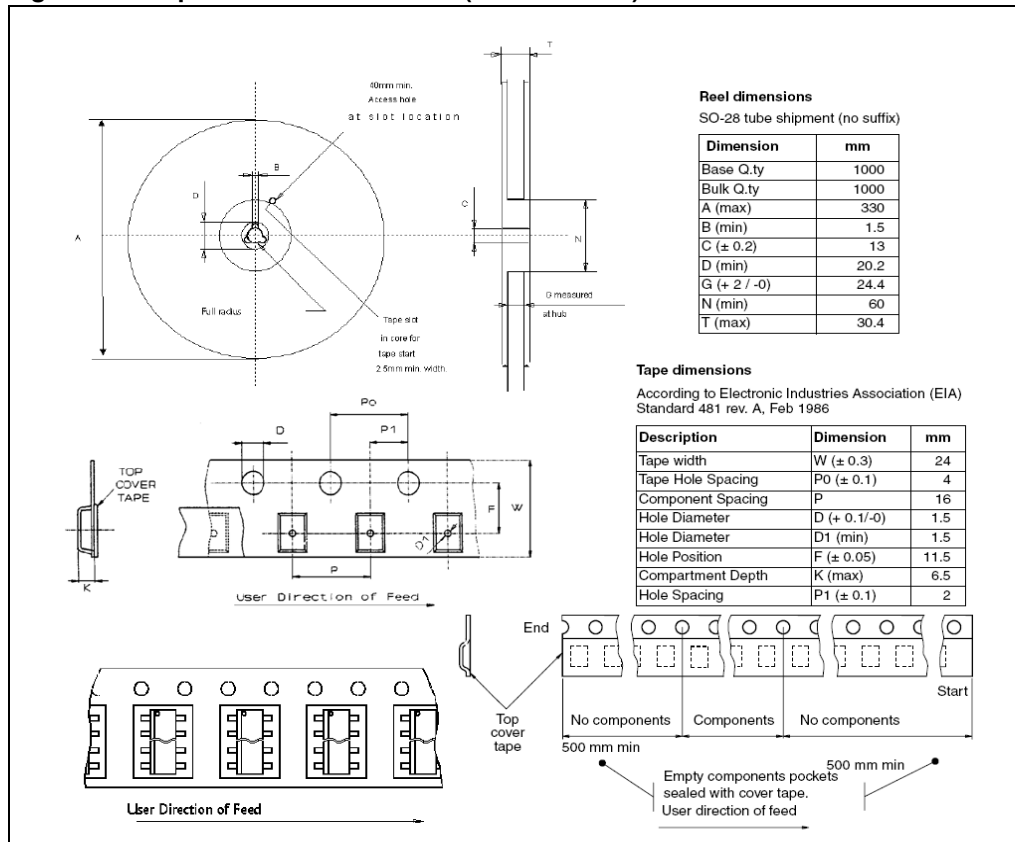 T
40mm min.
Access hole
at slot location
B
D
A
C
N
Full radius
Tape slot
in core for
tape start
2.5mm min. width.
G measured
at hub
Reel dimensions
SO-28 tube shipment (no suffix)
Dimension mm
Base Q.ty 1000
Bulk Q.ty 1000
A (max) 330
B (min) 1.5
C (± 0.2) 13
D (min) 20.2
G (+ 2 / -0) 24.4
N (min) 60
T (max) 30.4
Tape dimensions
According to Electronic Industries Association (EIA)
Standard 481 rev. A, Feb 1986
Description Dimension mm
Tape width W (± 0.3) 24
Tape Hole Spacing P0 (± 0.1) 4
Component Spacing P 16
Hole Diameter D (+ 0.1/-0) 1.5
Hole Diameter D1 (min) 1.5
Hole Position F (± 0.05) 11.5
Compartment Depth K (max) 6.5
Hole Spacing P1 (± 0.1) 2
Po
D
P1
TOP
COVER
TAPE
F
W
D1
K
P
User Direction of Feed
End
Start
Top
cover
tape
No components
Components
No components
500 mm min
500 mm min
Empty components pockets
sealed with cover tape.
User direction of feed
User Direction of Feed